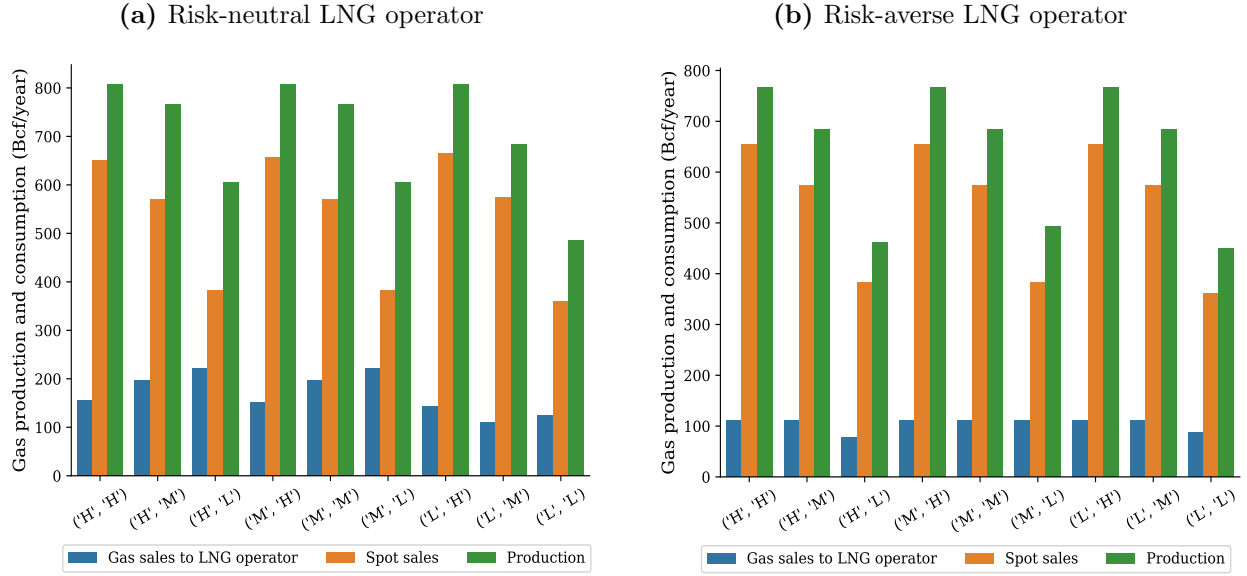 (a) Risk-neutral LNG operator
Gas production and consumption (Bcf/year)
800
700
600
500
400
300
200
100
0
('H', 'H')
('H', 'M')
('H', 'L')
('M', 'H')
('M', 'M')
('M', 'L')
('L', 'H')
('L', 'M')
('L', 'L')
Gas sales to LNG operator
Spot sales
Production
(b) Risk-averse LNG operator
Gas production and consumption (Bcf/year)
800
700
600
500
400
300
200
100
0
('H', 'H')
('H', 'M')
('H', 'L')
('M', 'H')
('M', 'M')
('M', 'L')
('L', 'H')
('L', 'M')
('L', 'L')
Gas sales to LNG operator
Spot sales
Production